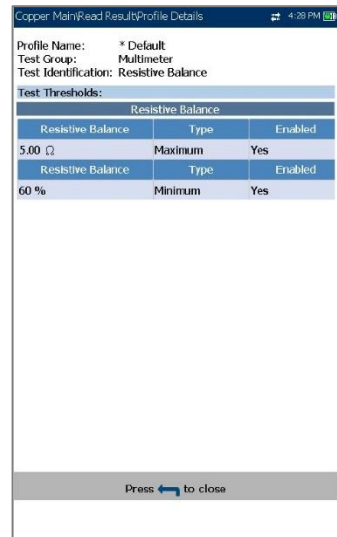 Copper Main\Read Result\Profile Details 4:28 PM
Profile Name: * Default
Test Group: Multimeter
Test Identification: Resistive Balance
Test Thresholds:
Resistive Balance
Resistive Balance Type Enabled
5.00 Ω Maximum Yes
Resistive Balance Type Enabled
60 % Minimum Yes
Press to close